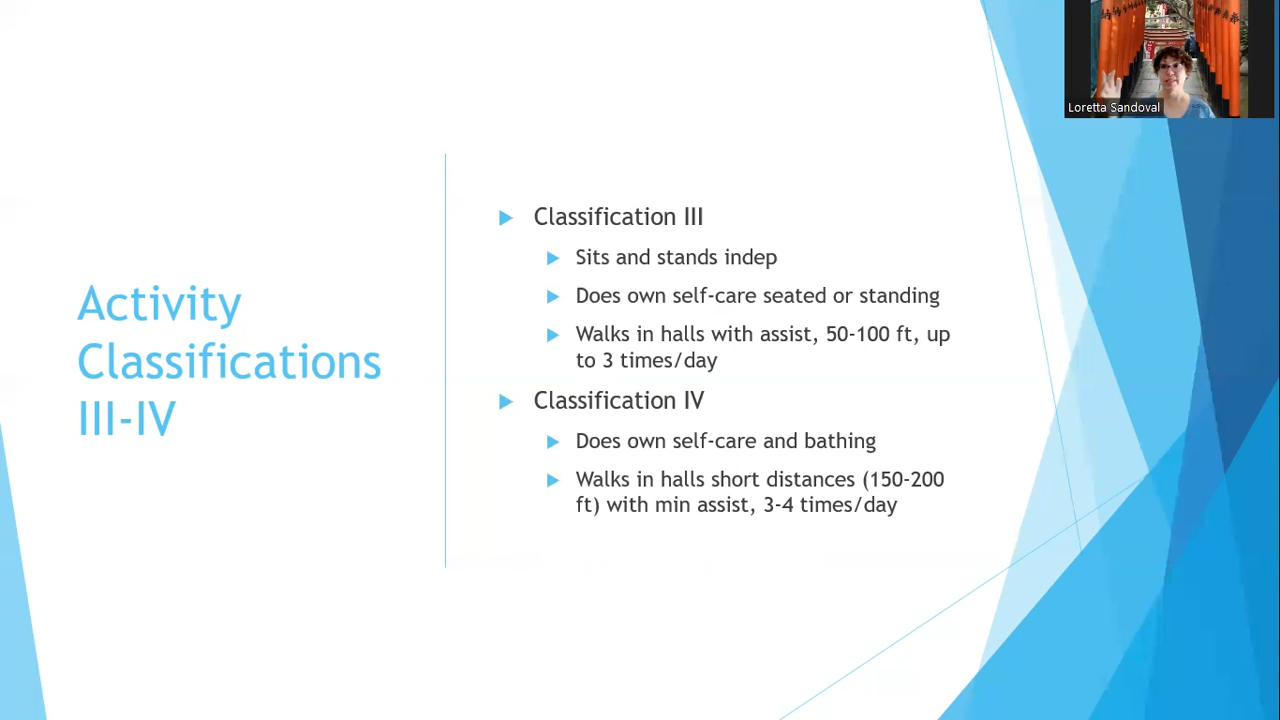 Loretta Sandoval
Activity
Classifications
III-IV
Classification III
Sits and stands indep
Does own self-care seated or standing
Walks in halls with assist, 50-100 ft, up
to 3 times/day
Classification IV
Does own self-care and bathing
Walks in halls short distances (150-200
ft) with min assist, 3-4 times/day